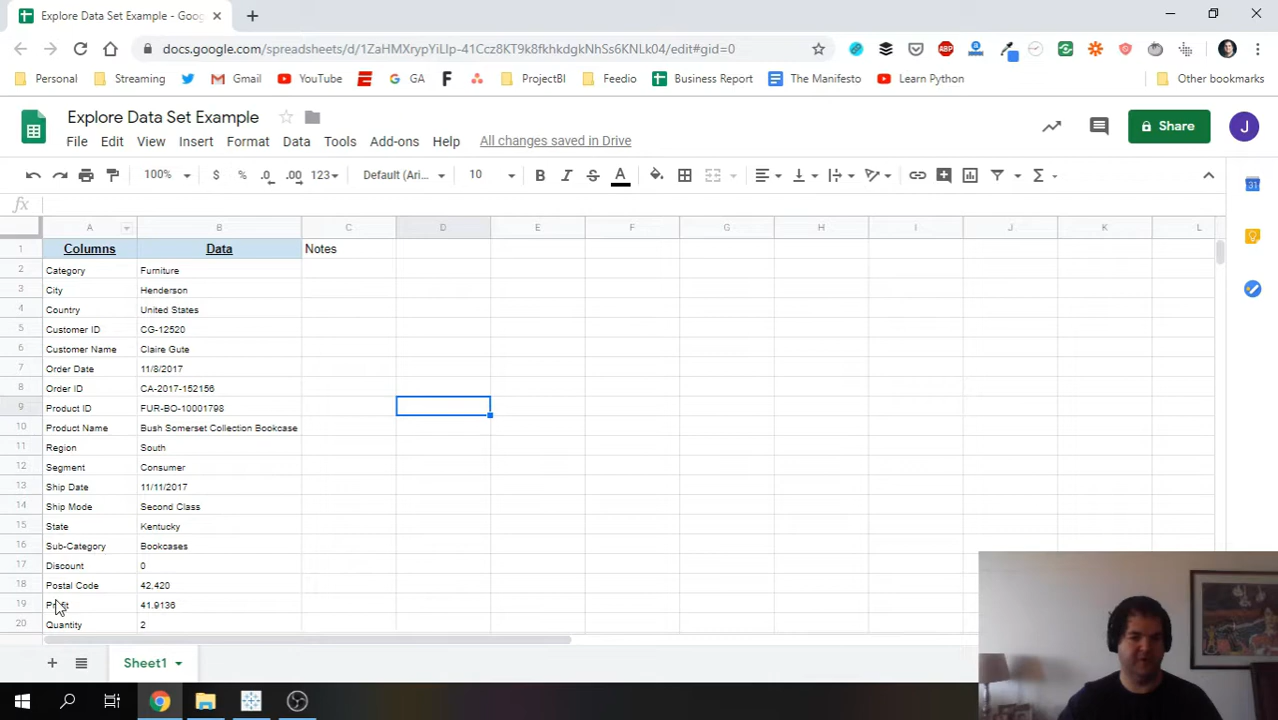 Explore Data Set Example - Goog
docs.google.com/spreadsheets/d/1ZaHMXrypYiLIp-41Ccz8KT9k8fkhkdgkNhSs6KNL04/edit#gid=0
Personal Streaming Gmail YouTube GA ProjectBI Feedio Business Report The Manifesto Learn Python Other bookmarks
Explore Data Set Example
File Edit View Insert Format Data Tools Add-ons Help All changes saved in Drive
Share J
100% $ % .0 .00 123 Default (Ari... 10 B I S A
fx
A B C D E F G H I J K L
1 Columns Data Notes
2 Category Furniture
3 City Henderson
4 Country United States
5 Customer ID CG-12520
6 Customer Name Claire Gute
7 Order Date 11/8/2017
8 Order ID CA-2017-152156
9 Product ID FUR-BO-10001798
10 Product Name Bush Somerset Collection Bookcase
11 Region South
12 Segment Consumer
13 Ship Date 11/11/2017
14 Ship Mode Second Class
15 State Kentucky
16 Sub-Category Bookcases
17 Discount 0
18 Postal Code 42,420
19 Profit 41.9136
20 Quantity 2
Sheet1